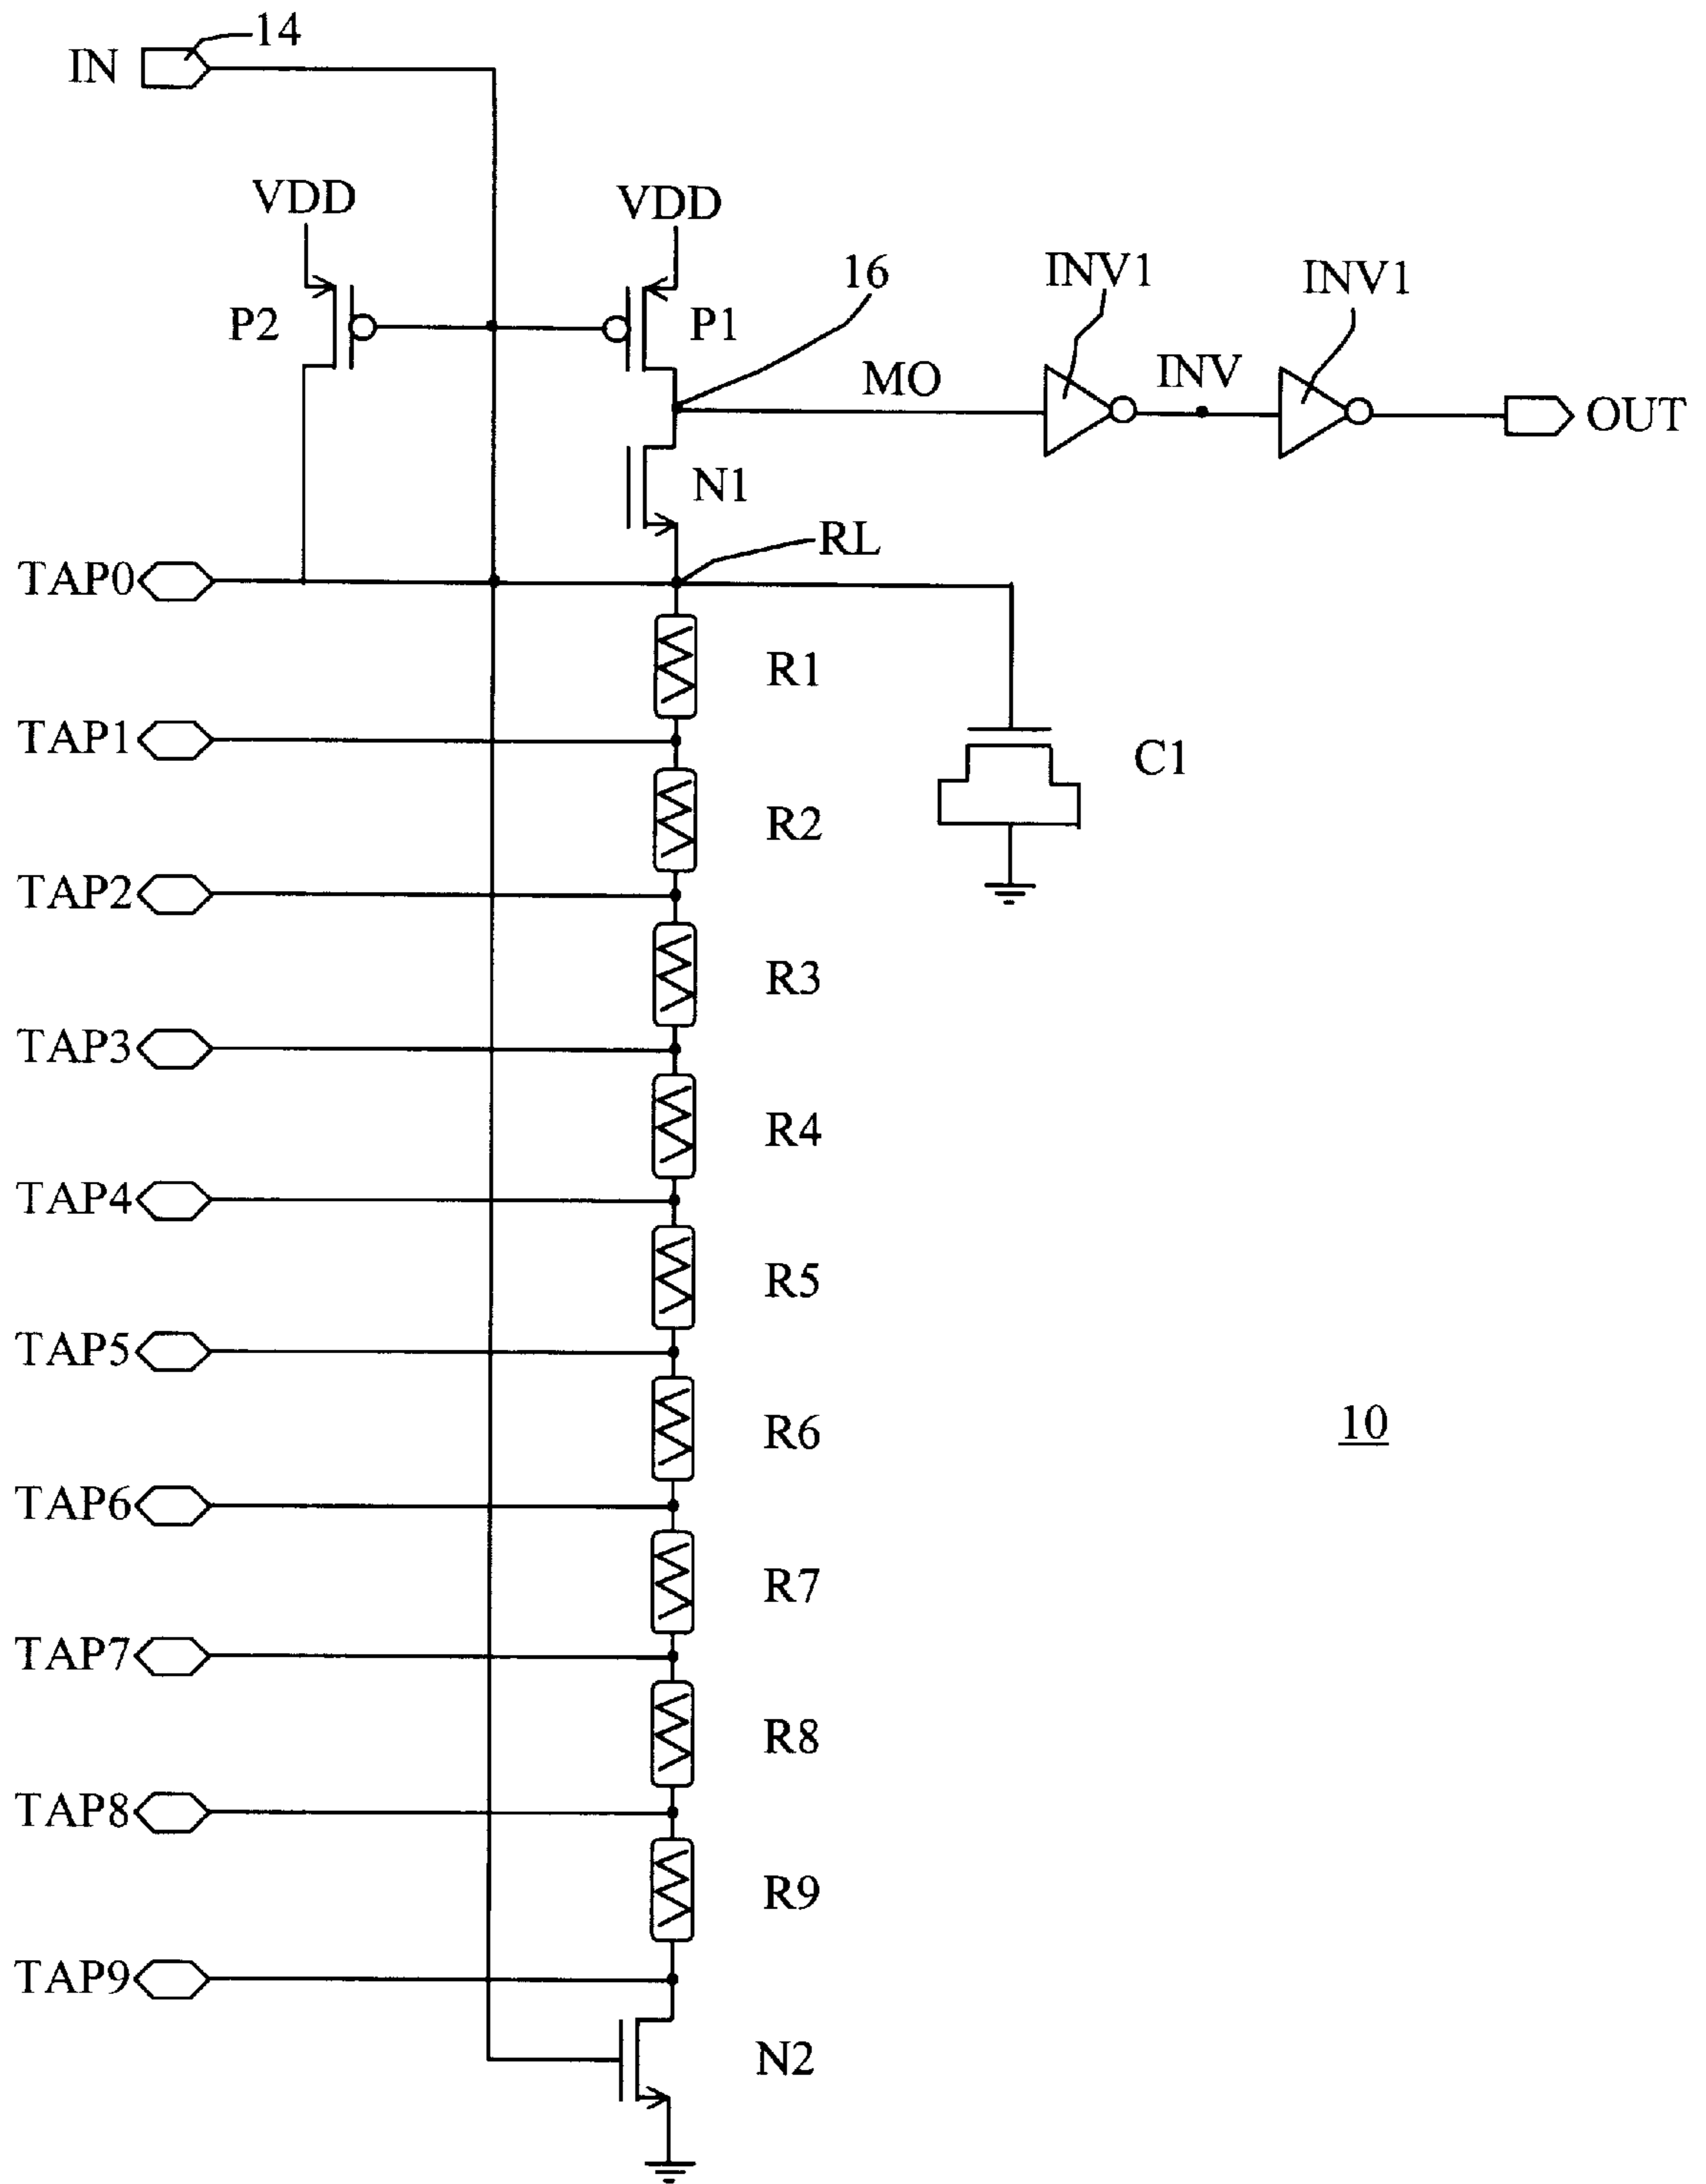 14
IN
VDD
VDD
16
INV1
INV1
P2
P1
MO
INV
OUT
N1
RL
TAP0
R1
TAP1
C1
R2
TAP2
R3
TAP3
R4
TAP4
R5
TAP5
10
R6
TAP6
R7
TAP7
R8
TAP8
R9
TAP9
N2